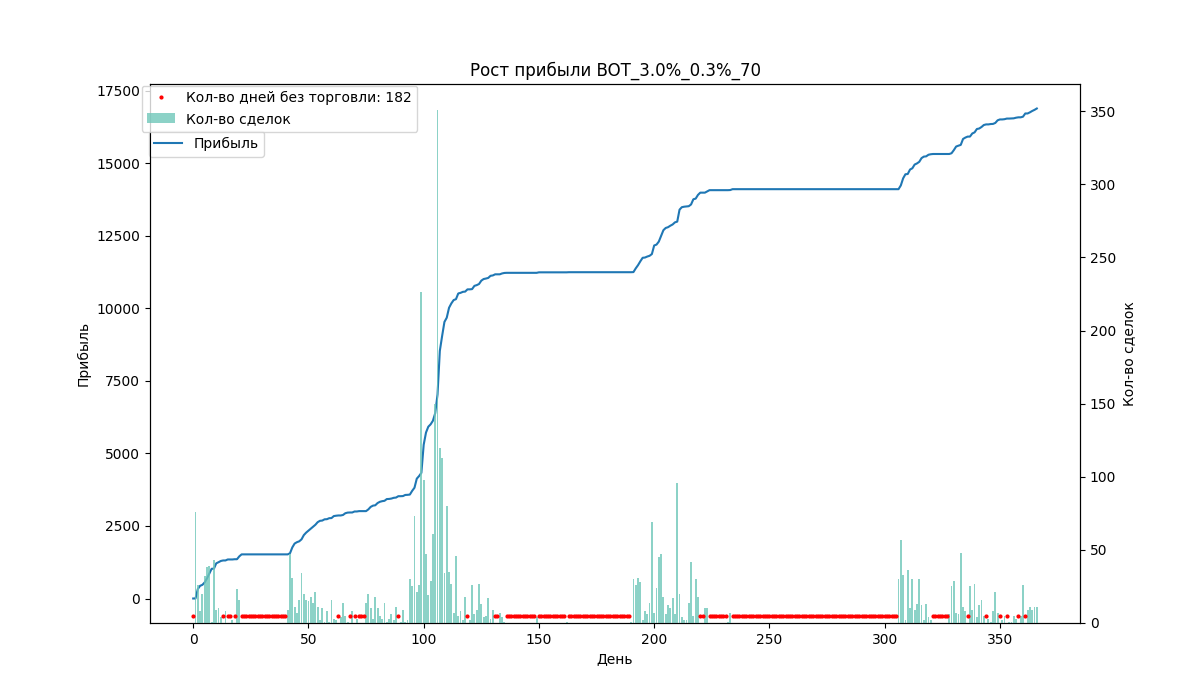 Рост прибыли BOT_3.0%_0.3%_70
Кол-во дней без торговли: 182
Кол-во сделок
Прибыль
17500
15000
12500
10000
7500
5000
2500
0
Прибыль
350
300
250
200
150
100
50
0
Кол-во сделок
0 50 100 150 200 250 300 350
День